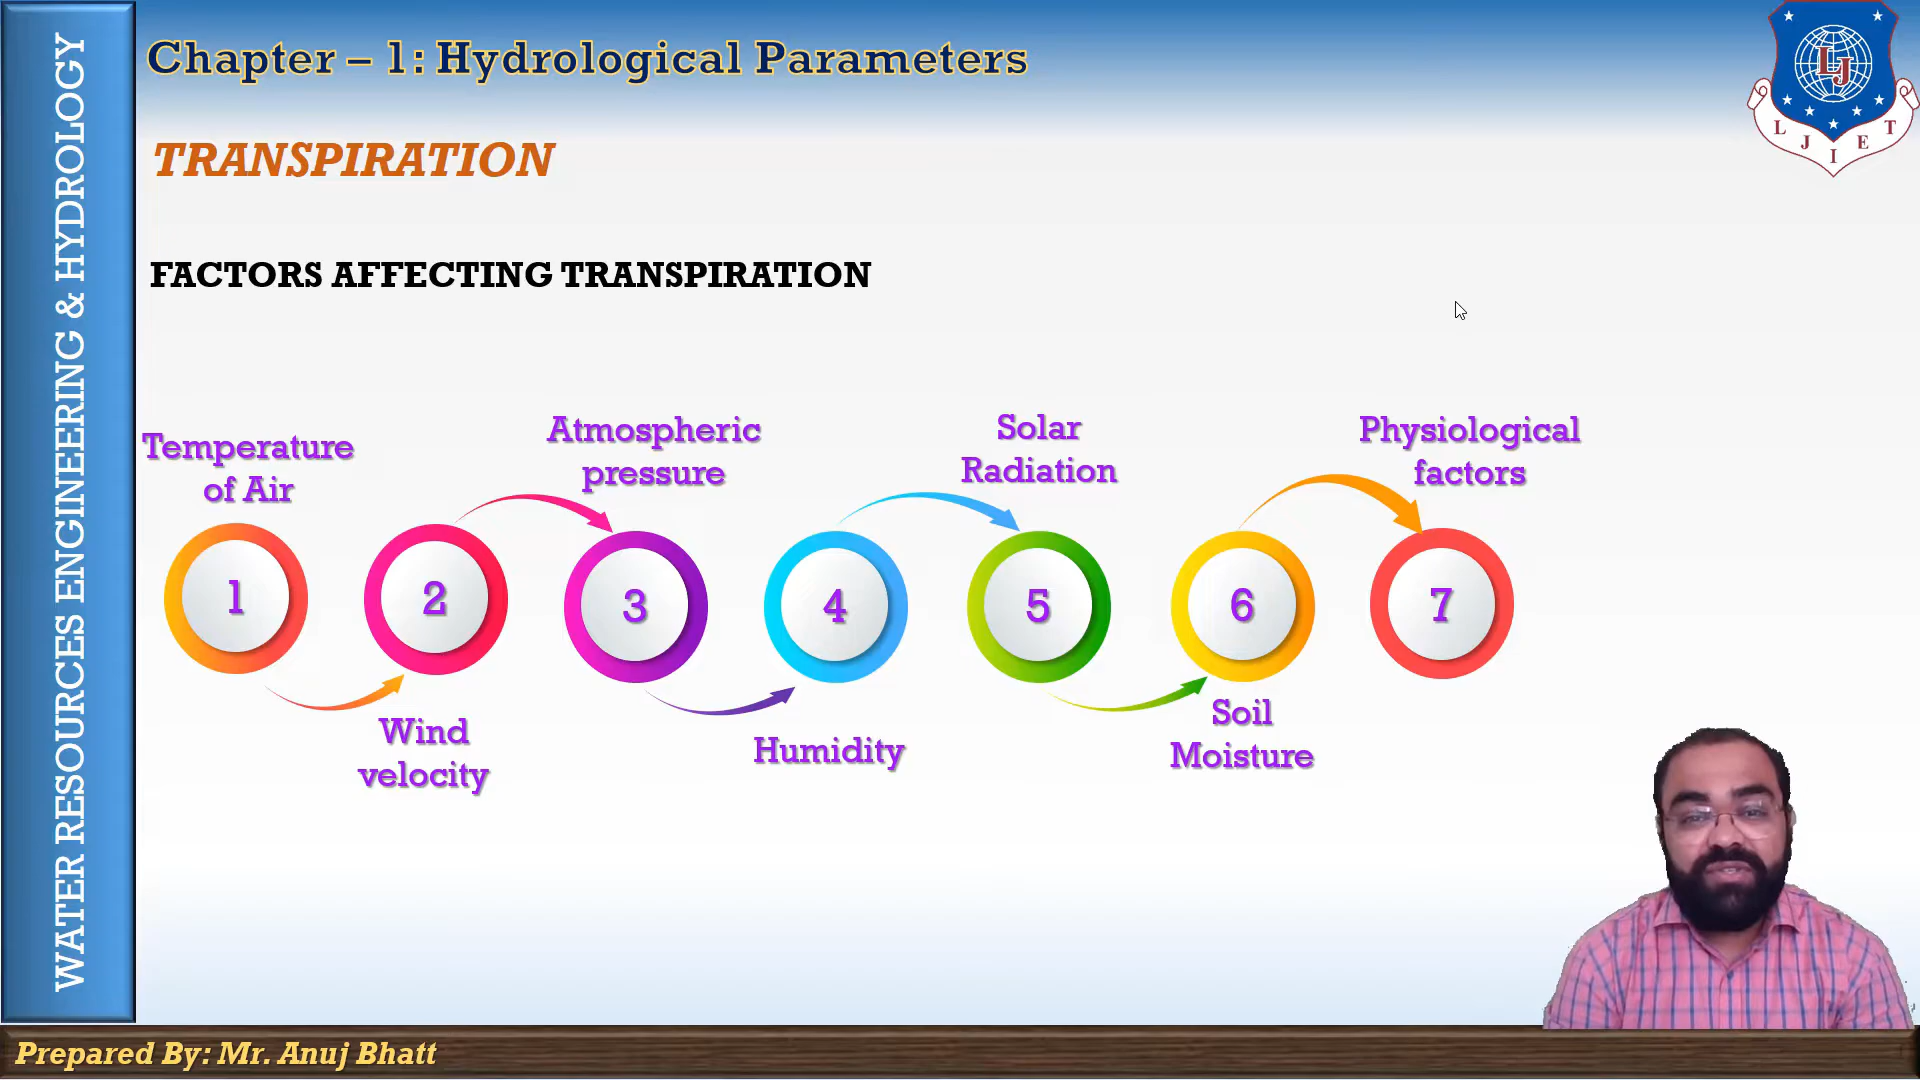 Chapter – 1: Hydrological Parameters
TRANSPIRATION
FACTORS AFFECTING TRANSPIRATION
Temperature
of Air
Atmospheric
pressure
Solar
Radiation
Physiological
factors
1
2
3
4
5
6
7
Wind
velocity
Humidity
Soil
Moisture
WATER RESOURCES ENGINEERING & HYDROLOGY
Prepared By: Mr. Anuj Bhatt
LJ
L J I E T